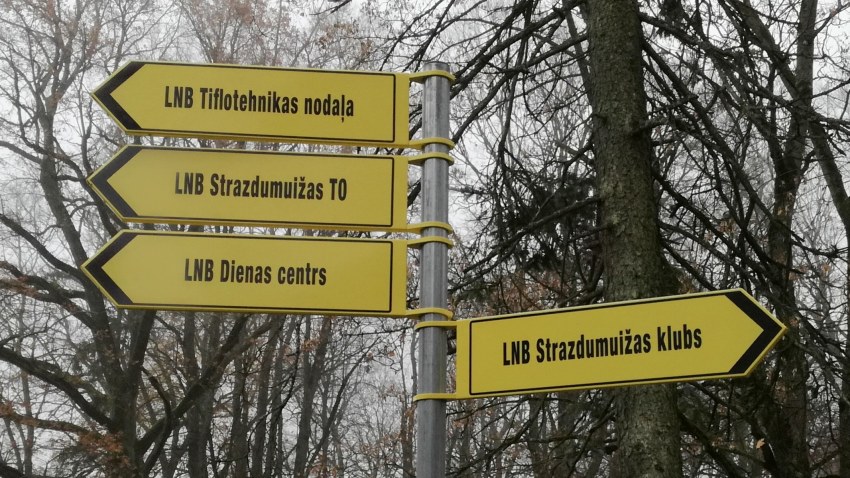 LNB Tiflotehnikas nodaļa
LNB Strazdumuižas TO
LNB Dienas centrs
LNB Strazdumuižas klubs